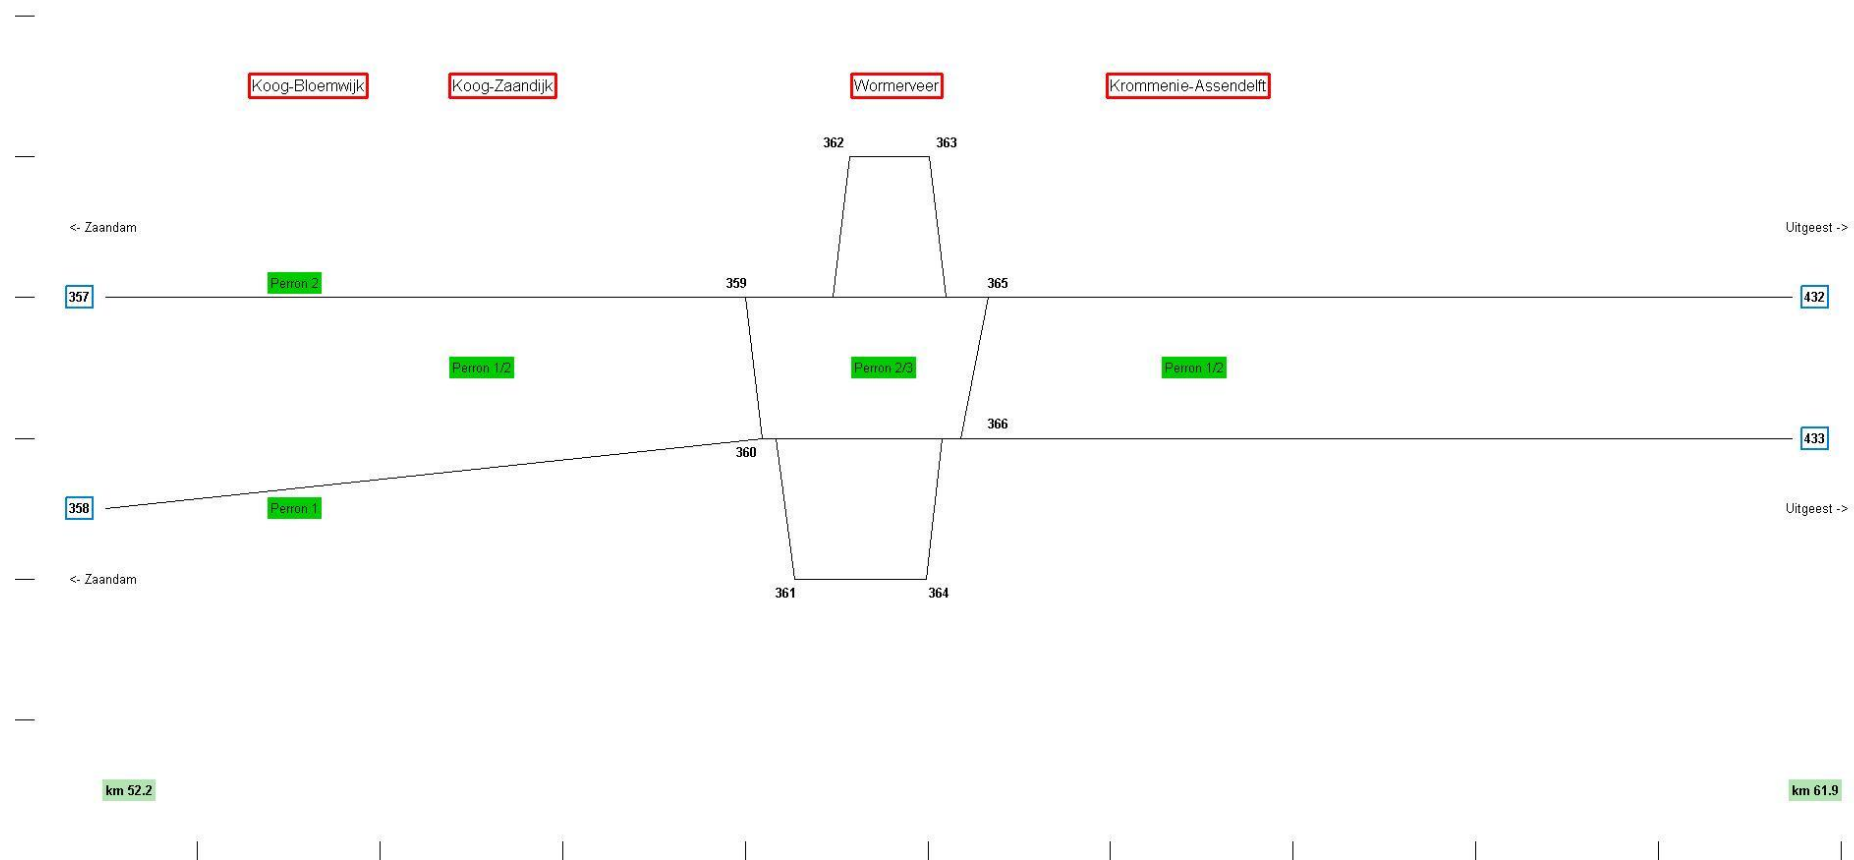 Koog-Bloemwijk Koog-Zaandijk Wormerveer Krommenie-Assendelft
362 363
<- Zaandam Uitgeest ->
Perron 2 359 365
357 432
Perron 1/2 Perron 2/3 Perron 1/2
366
433
360
358 Perron 1 Uitgeest ->
<- Zaandam
361 364
km 52.2 km 61.9